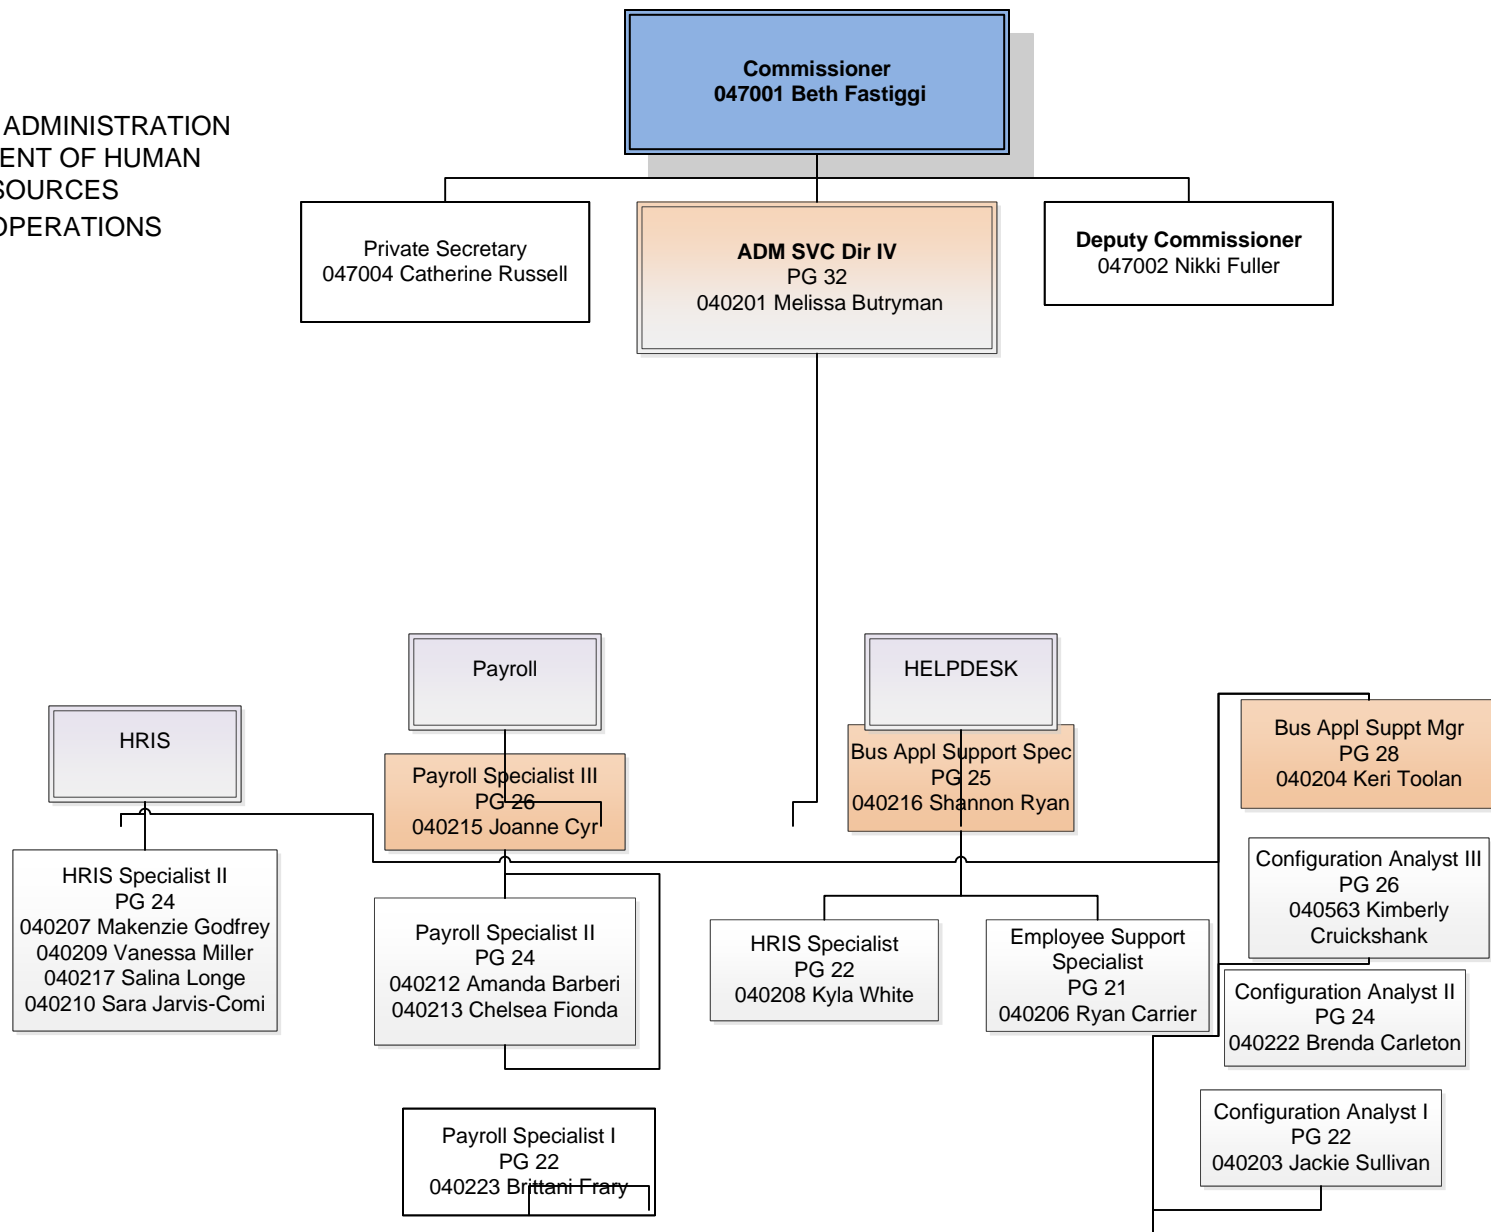 Commissioner
047001 Beth Fastiggi
ADMINISTRATION
ENT OF HUMAN
SOURCES
OPERATIONS
Private Secretary
047004 Catherine Russell
ADM SVC Dir IV
PG 32
040201 Melissa Butryman
Deputy Commissioner
047002 Nikki Fuller
HRIS
HRIS Specialist II
PG 24
040207 Makenzie Godfrey
040209 Vanessa Miller
040217 Salina Longe
040210 Sara Jarvis-Comi
Payroll
Payroll Specialist III
PG 26
040215 Joanne Cyr
Payroll Specialist II
PG 24
040212 Amanda Barberi
040213 Chelsea Fionda
Payroll Specialist I
PG 22
040223 Brittani Frary
HELPDESK
Bus Appl Support Spec
PG 25
040216 Shannon Ryan
HRIS Specialist
PG 22
040208 Kyla White
Employee Support
Specialist
PG 21
040206 Ryan Carrier
Bus Appl Suppt Mgr
PG 28
040204 Keri Toolan
Configuration Analyst III
PG 26
040563 Kimberly
Cruickshank
Configuration Analyst II
PG 24
040222 Brenda Carleton
Configuration Analyst I
PG 22
040203 Jackie Sullivan